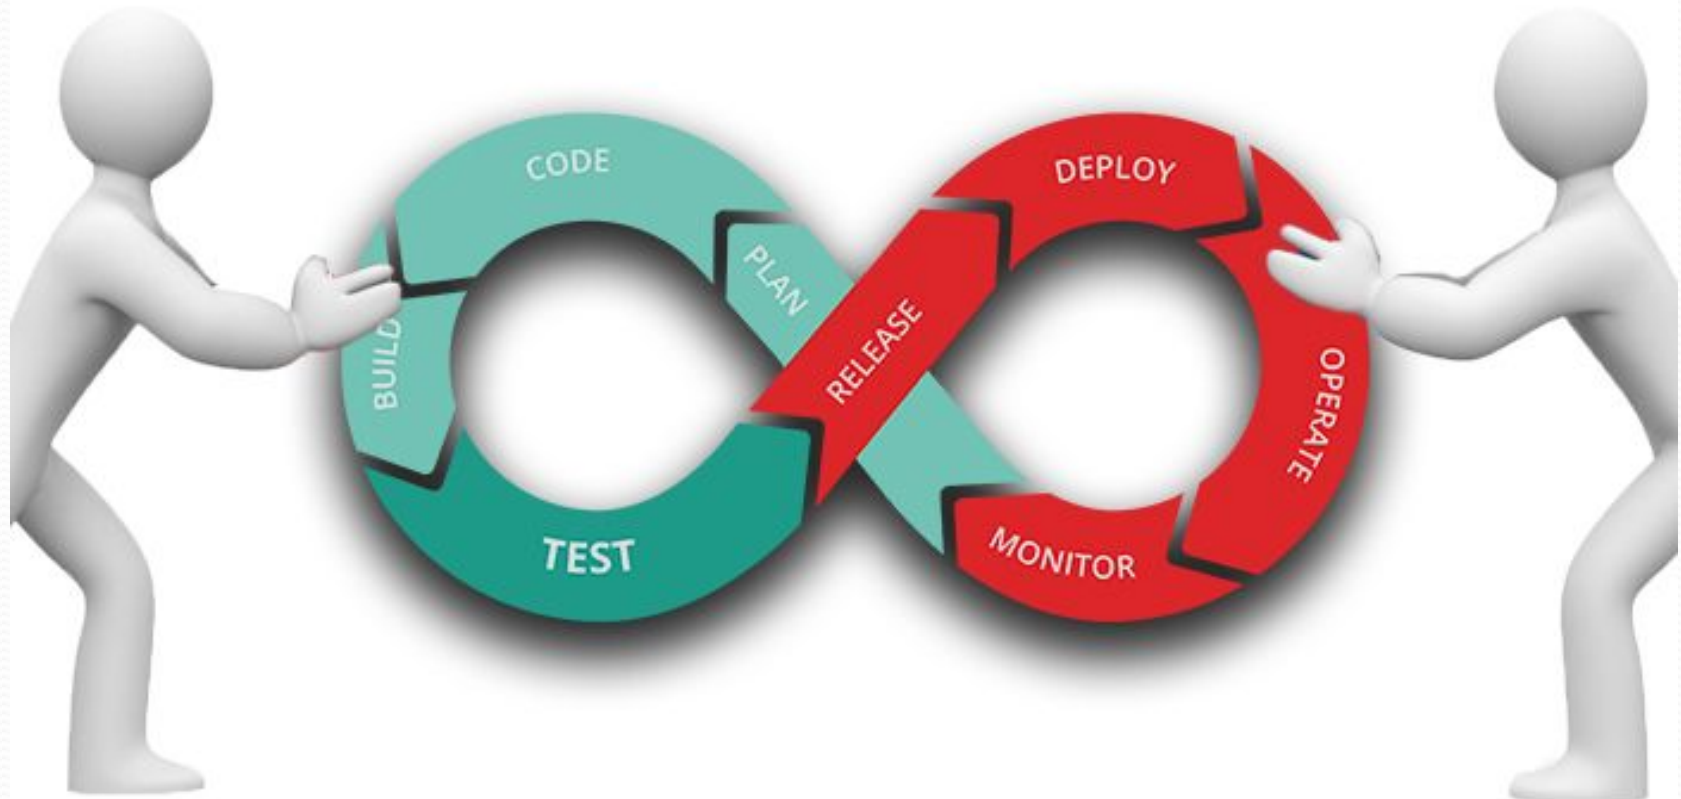 CODE
DEPLOY
PLAN
RELEASE
BUILD
OPERATE
TEST
MONITOR